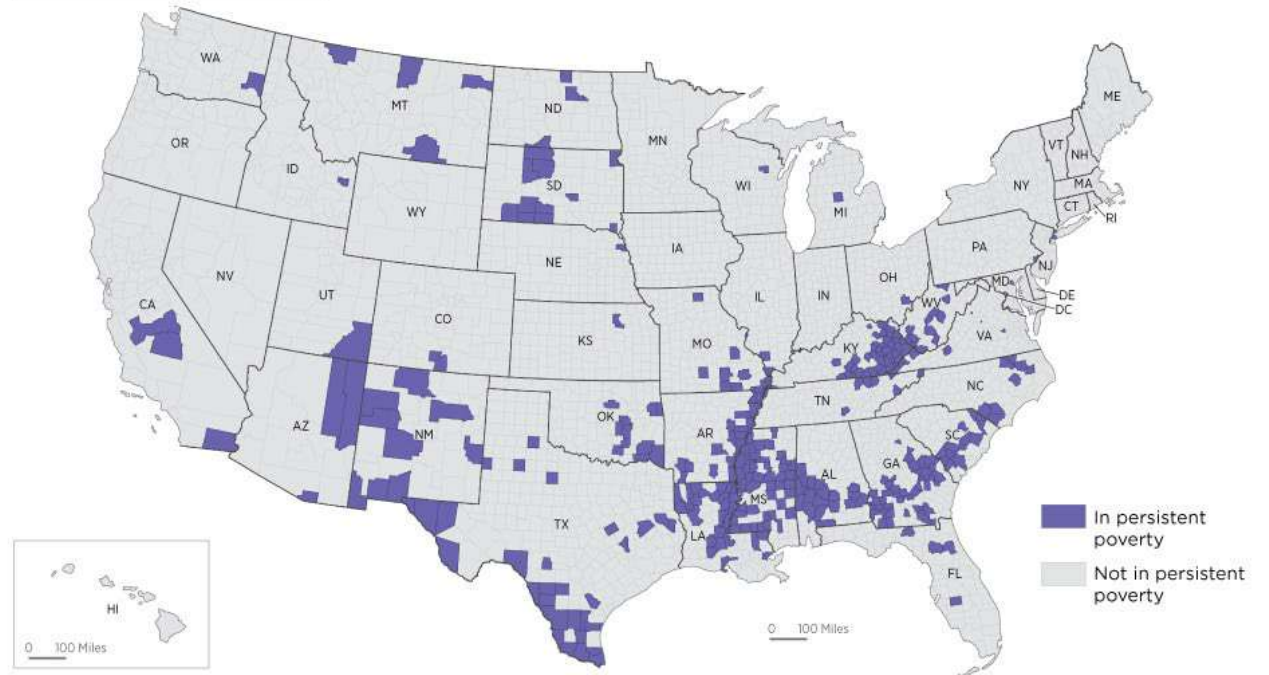 WA
MT
ND
MN
ME
OR
ID
SD
WI
VT
NH
NY
MA
CT
RI
MI
WY
IA
PA
NJ
NE
OH
MD
DE
DC
NV
UT
CO
IL
IN
WV
CA
KS
MO
KY
VA
NC
TN
AZ
NM
OK
AR
SC
MS
AL
GA
TX
LA
FL
In persistent
poverty
Not in persistent
poverty
HI
0 100 Miles
0 100 Miles